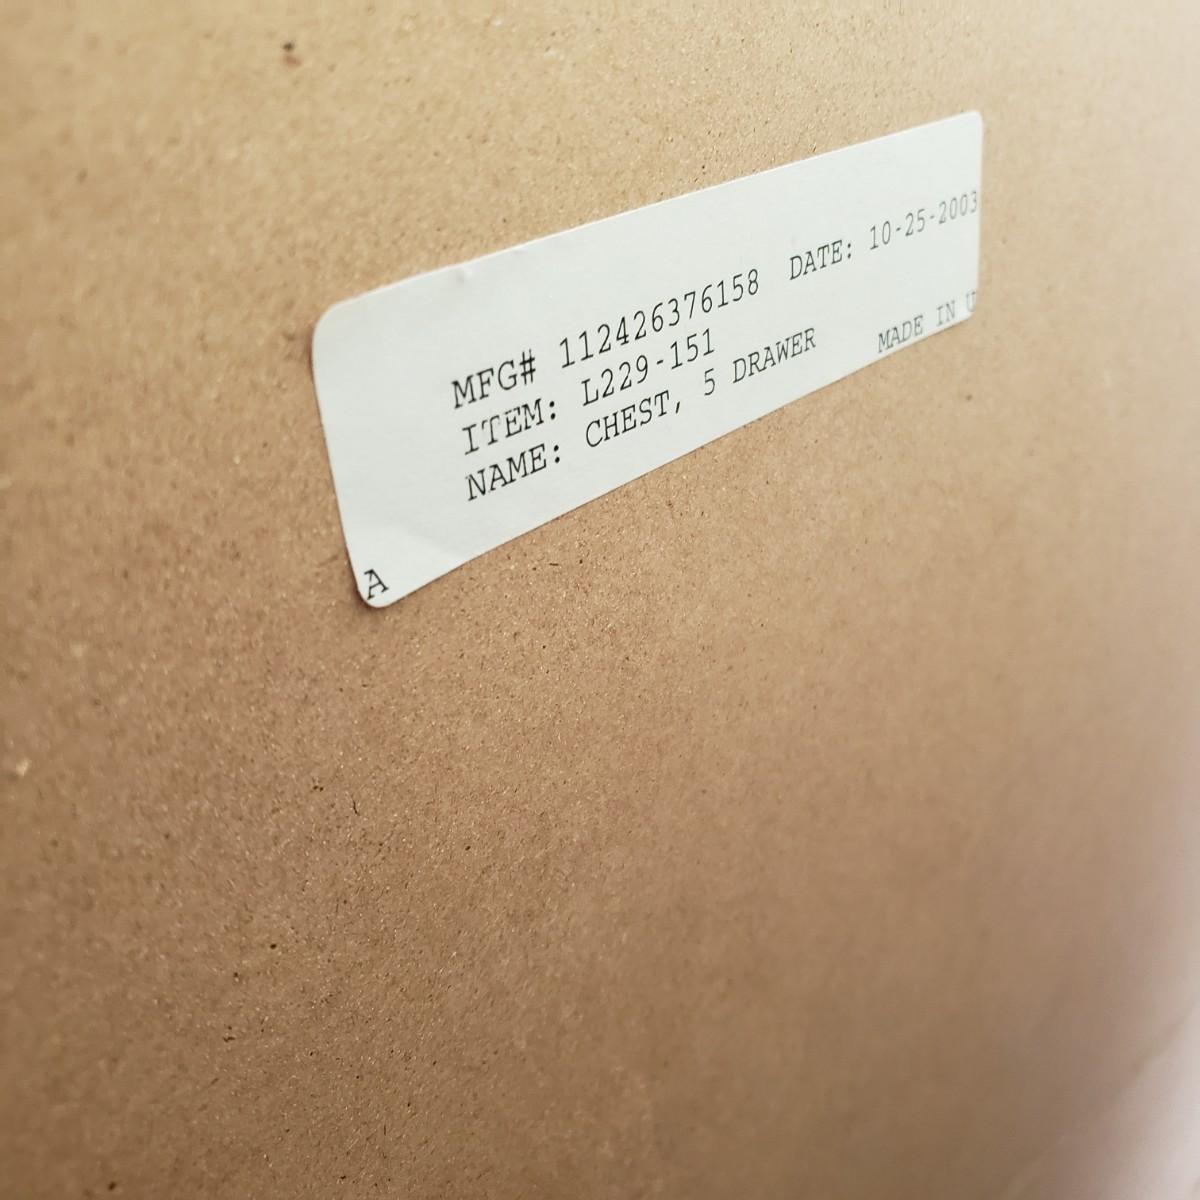 MFG# 112426376158 DATE: 10-25-2003
ITEM: L229-151
NAME: CHEST, 5 DRAWER MADE IN U
A